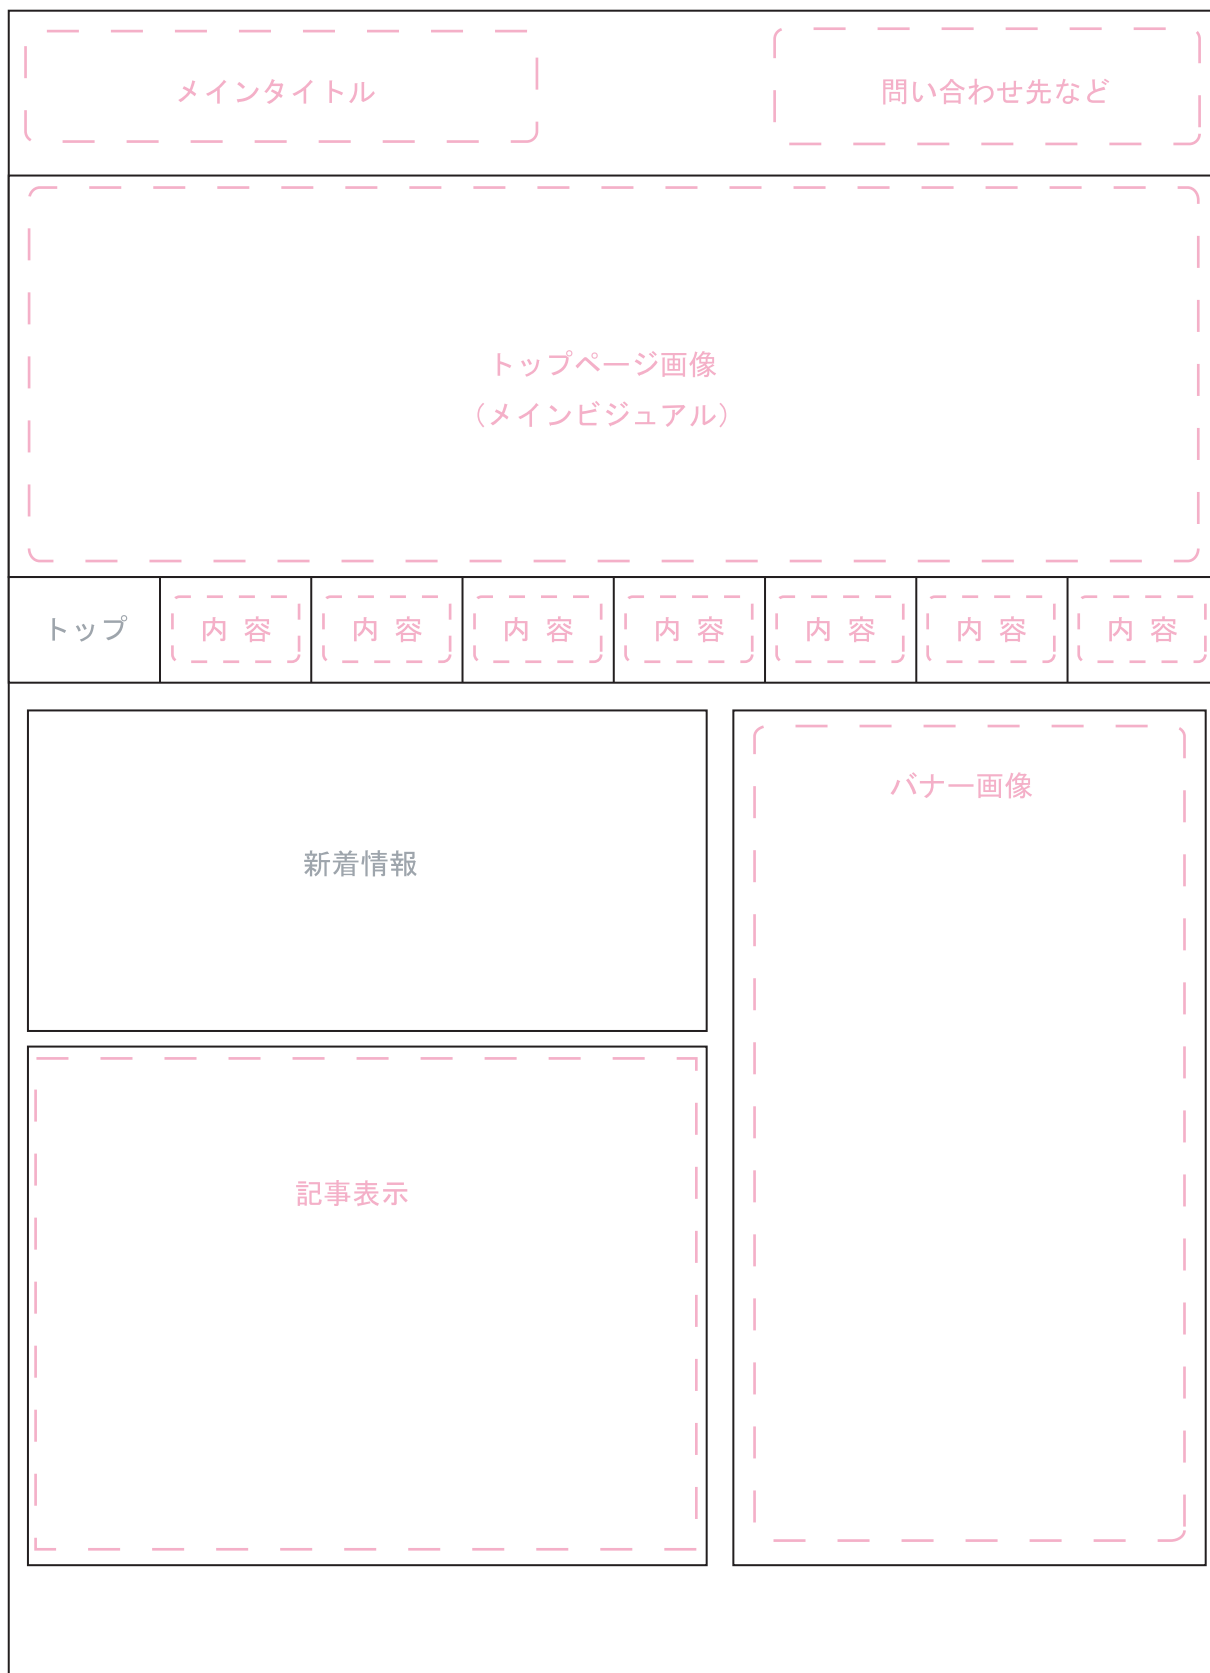 メインタイトル
問い合わせ先など
トップページ画像
（メインビジュアル）
トップ
内 容
内 容
内 容
内 容
内 容
内 容
内 容
新着情報
バナー画像
記事表示